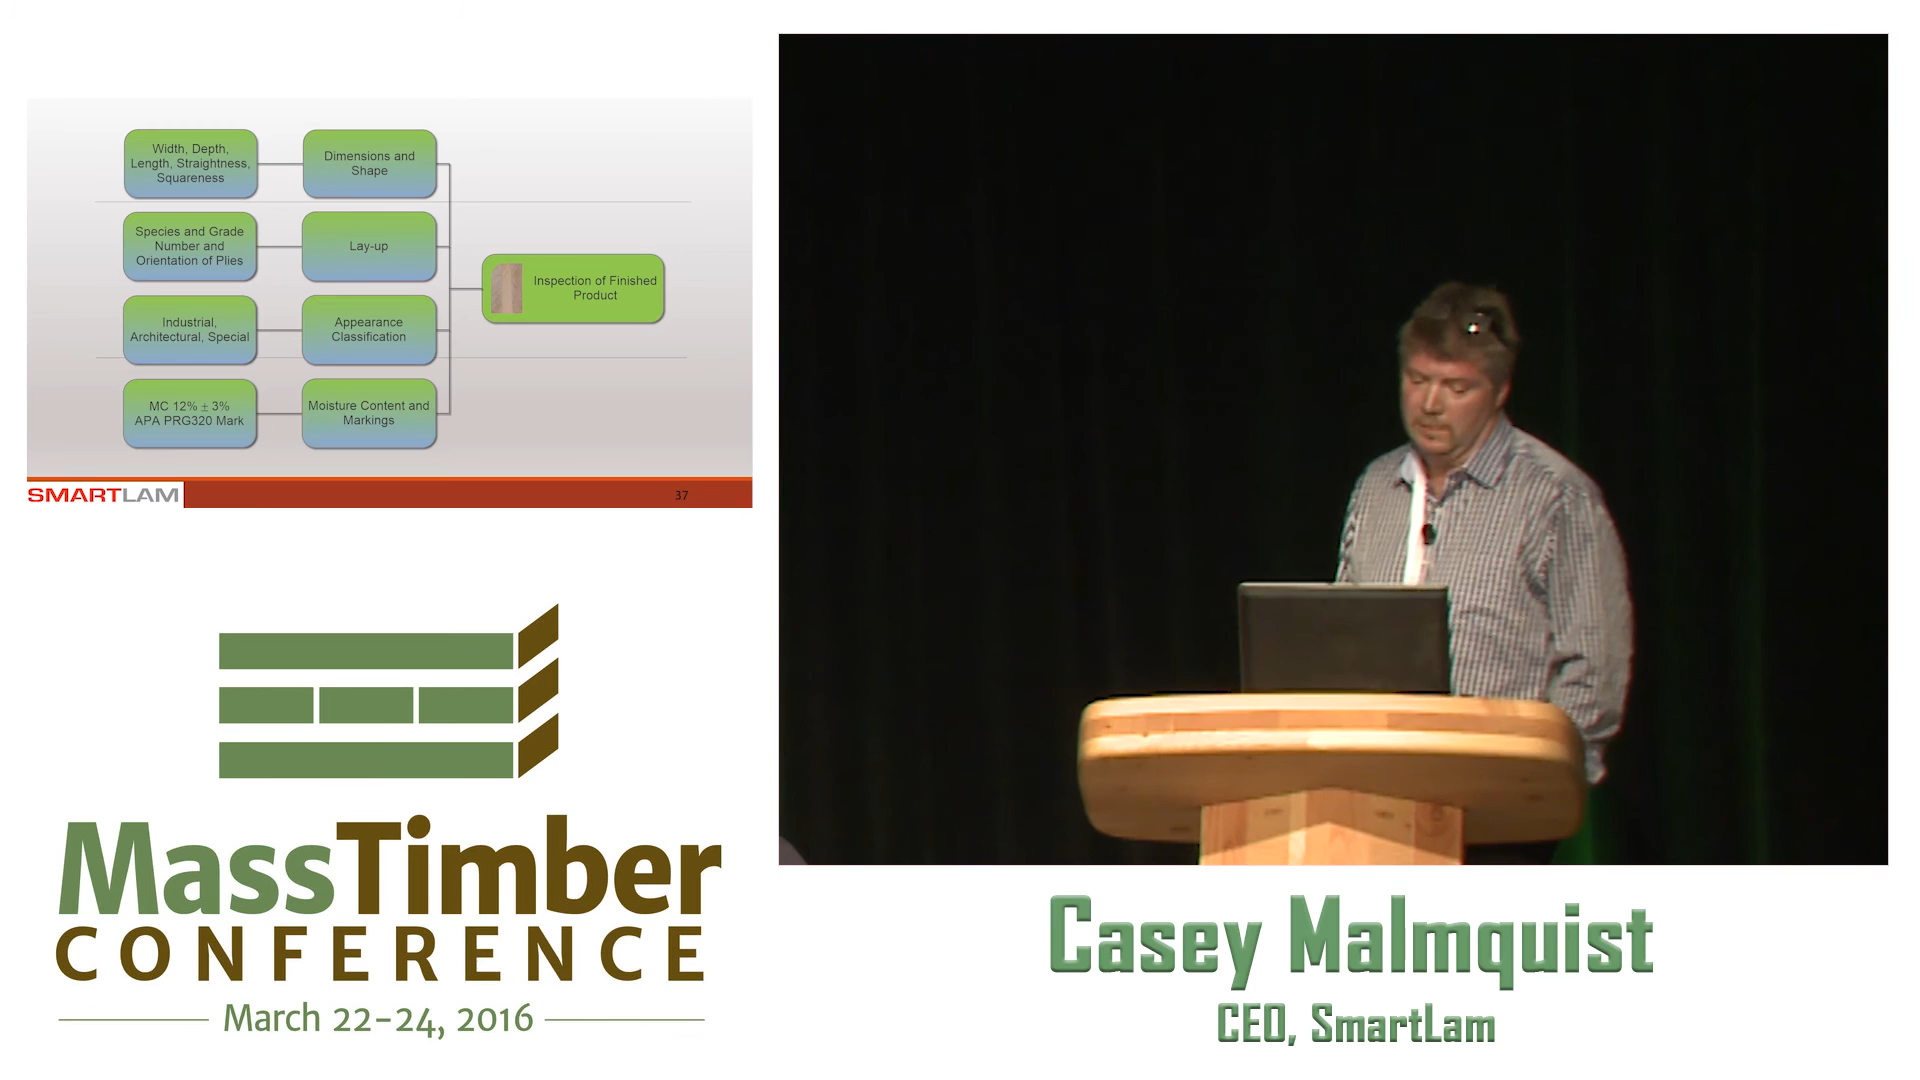 Width, Depth,
Length, Straightness,
Squareness
Dimensions and
Shape
Species and Grade
Number and
Orientation of Plies
Lay-up
Inspection of Finished
Product
Industrial,
Architectural, Special
Appearance
Classification
MC 12% ± 3%
APA PRG320 Mark
Moisture Content and
Markings
SMARTLAM
37
MassTimber
CONFERENCE
March 22-24, 2016
Casey Malmquist
CEO, SmartLam